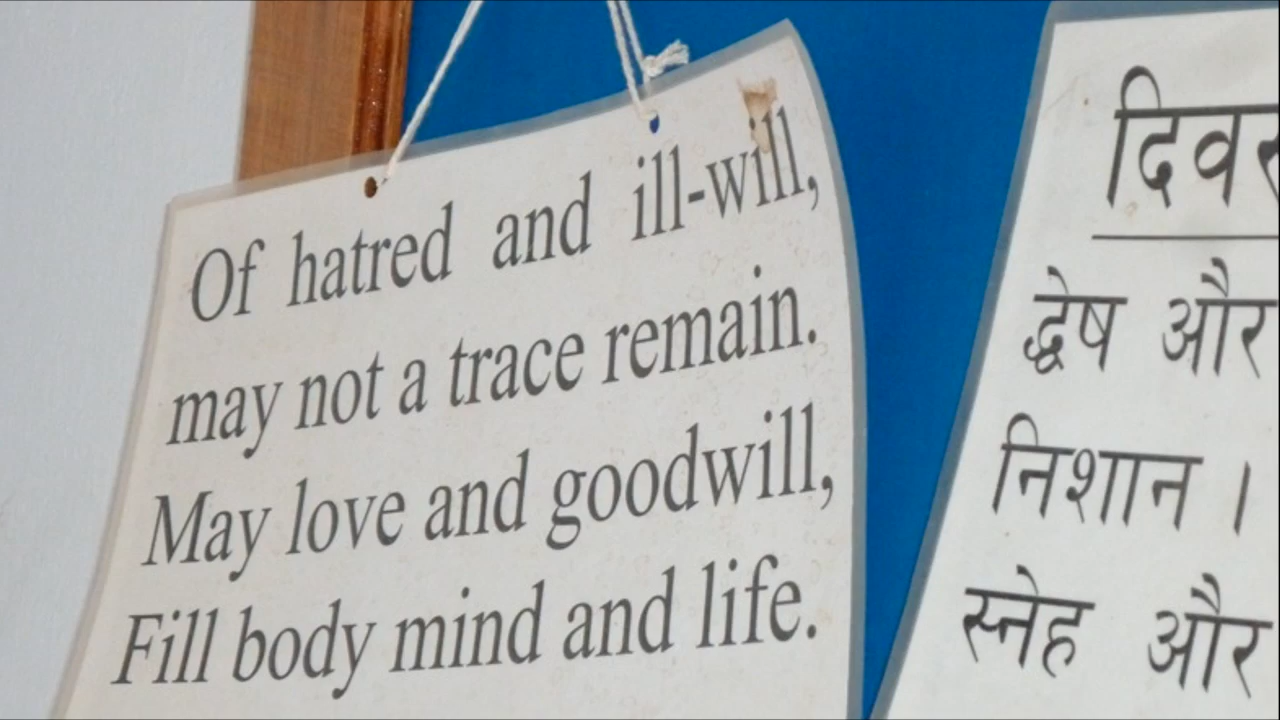 Of hatred and ill-will,
may not a trace remain.
May love and goodwill,
Fill body mind and life.
द्वेष और
निशान ।
स्नेह और